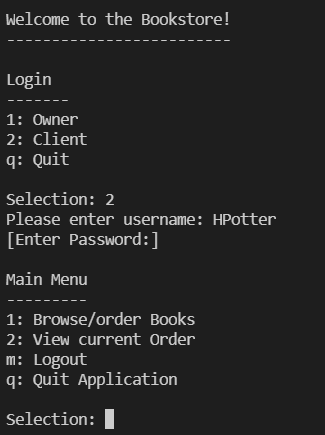 Welcome to the Bookstore!
-------------------------
Login
-------
1: Owner
2: Client
q: Quit
Selection: 2
Please enter username: HPotter
[Enter Password:]
Main Menu
---------
1: Browse/order Books
2: View current Order
m: Logout
q: Quit Application
Selection: